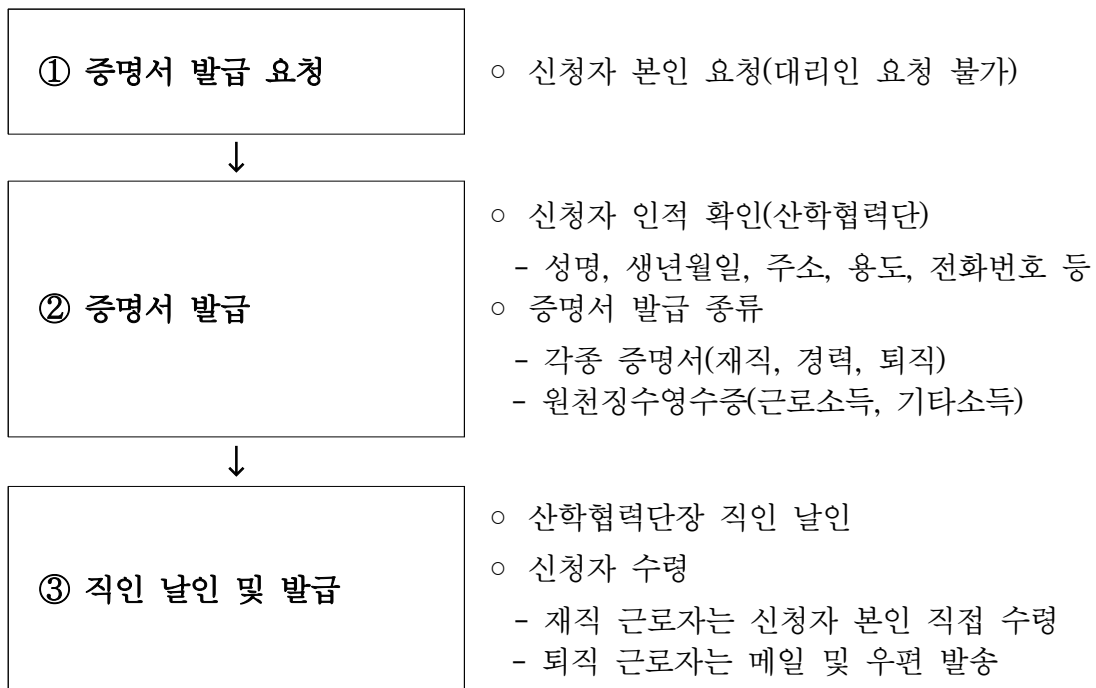 ① 증명서 발급 요청
○ 신청자 본인 요청(대리인 요청 불가)
↓
② 증명서 발급
○ 신청자 인적 확인(산학협력단)
- 성명, 생년월일, 주소, 용도, 전화번호 등
○ 증명서 발급 종류
- 각종 증명서(재직, 경력, 퇴직)
- 원천징수영수증(근로소득, 기타소득)
↓
③ 직인 날인 및 발급
○ 산학협력단장 직인 날인
○ 신청자 수령
- 재직 근로자는 신청자 본인 직접 수령
- 퇴직 근로자는 메일 및 우편 발송